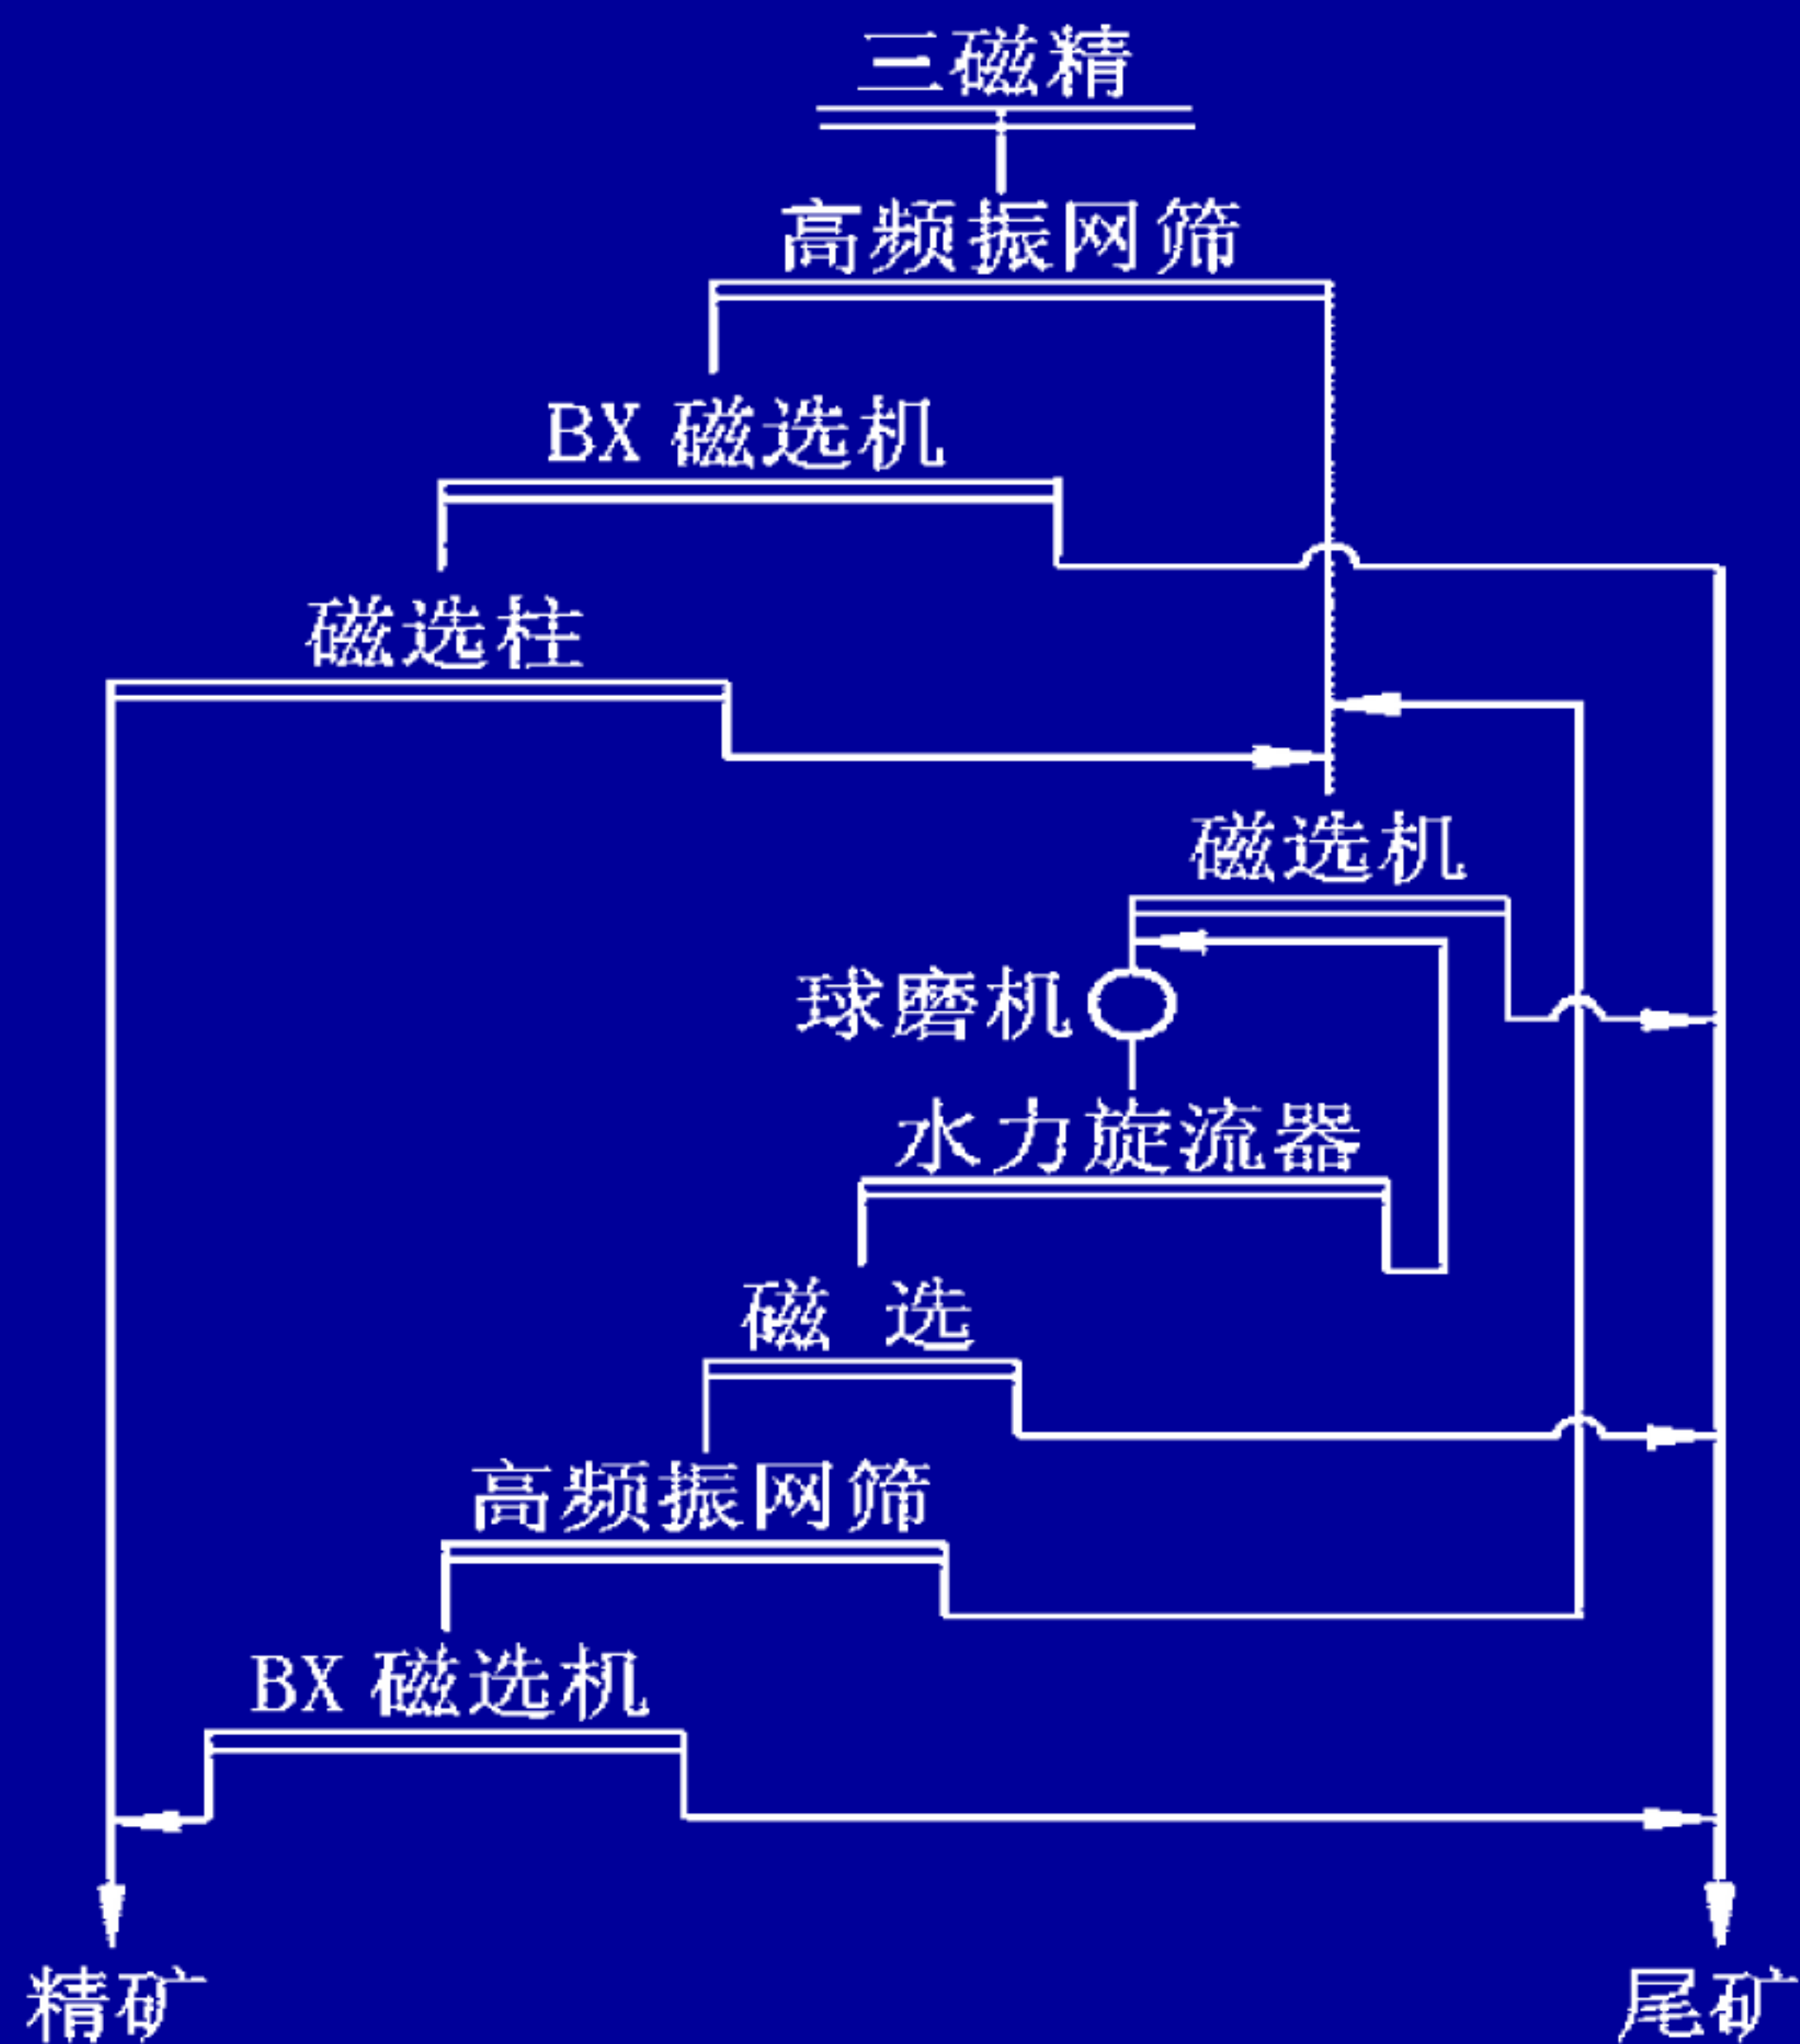 三磁精
高频振网筛
BX 磁选机
磁选柱
磁选机
球磨机
水力旋流器
磁 选
高频振网筛
BX 磁选机
精矿
尾矿